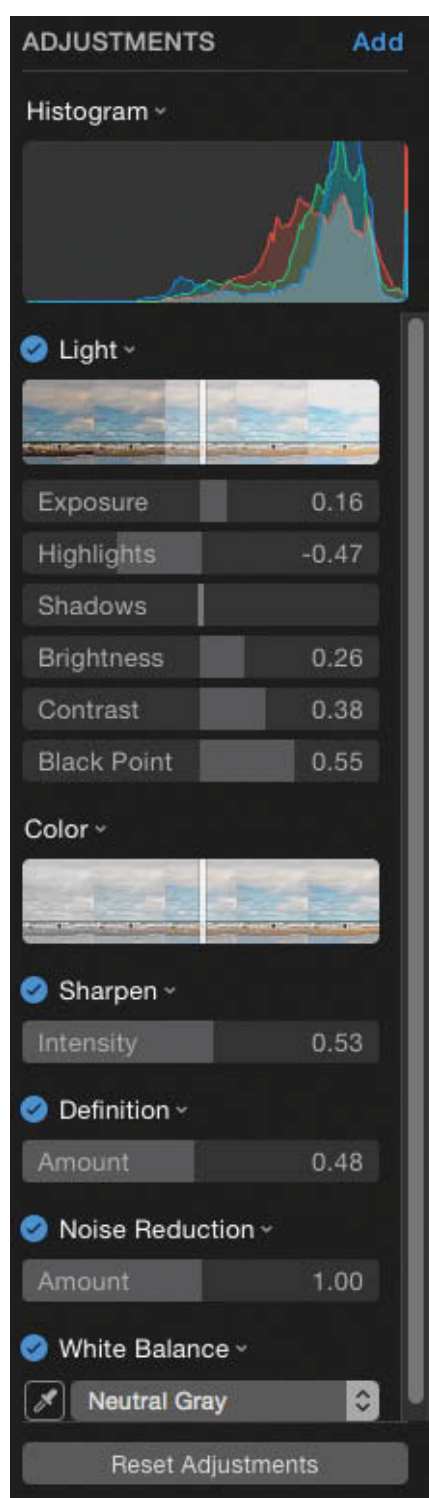 ADJUSTMENTS Add
Histogram
Light
Exposure 0.16
Highlights -0.47
Shadows
Brightness 0.26
Contrast 0.38
Black Point 0.55
Color
Sharpen
Intensity 0.53
Definition
Amount 0.48
Noise Reduction
Amount 1.00
White Balance
Neutral Gray
Reset Adjustments